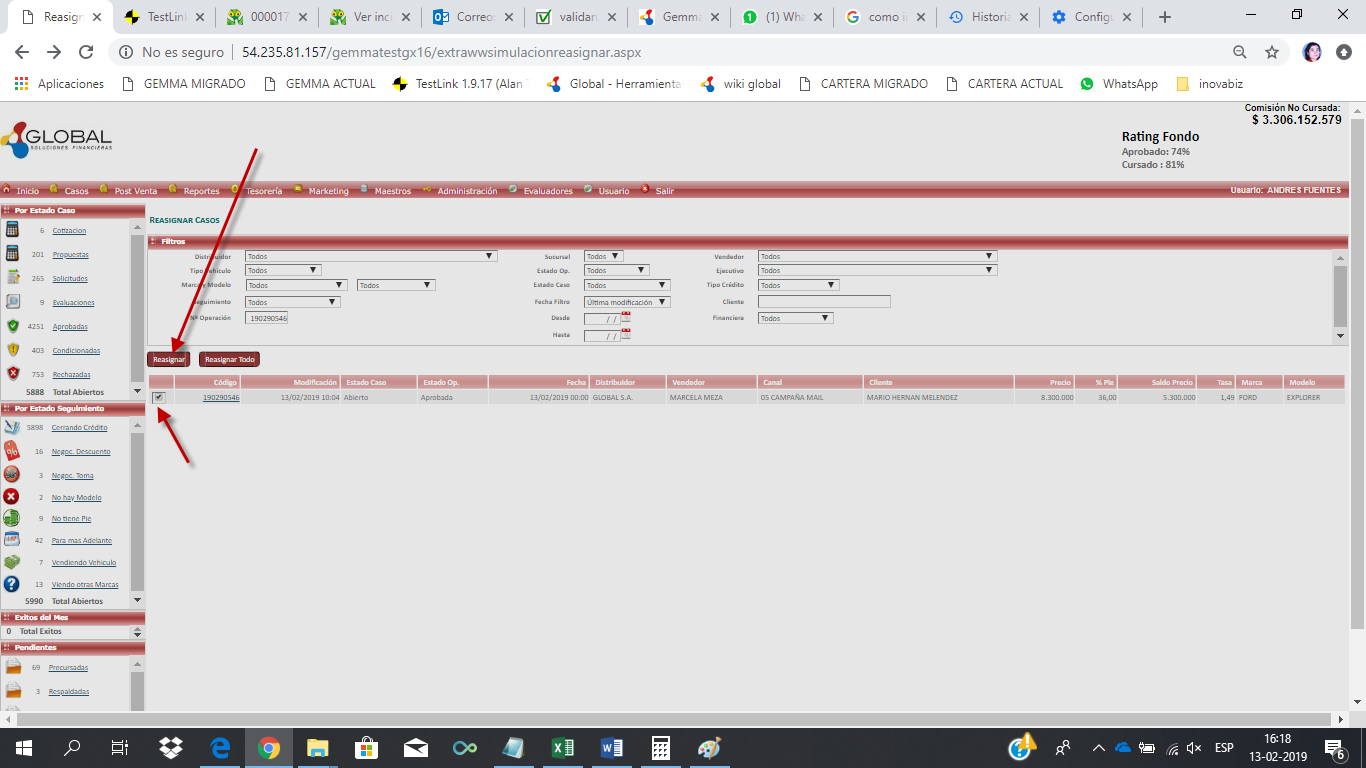 Reasign
TestLink
000017
Ver inci
Correo
validaru
Gemma
(1) Wha
como i
Historia
Configu
No es seguro
54.235.81.157/gemmatestgx16/extrawwsimulacionreasignar.aspx
Aplicaciones
GEMMA MIGRADO
GEMMA ACTUAL
TestLink 1.9.17 (Alan
Global - Herramienta
wiki global
CARTERA MIGRADO
CARTERA ACTUAL
WhatsApp
inovabiz
Comisión No Cursada:
$ 3.306.152.579
GLOBAL
SOLUCIONES FINANCIERAS
Rating Fondo
Aprobado: 74%
Cursado : 81%
Inicio
Casos
Post Venta
Reportes
Tesorería
Marketing
Maestros
Administración
Evaluadores
Usuario
Salir
Usuario: ANDRES FUENTES
Por Estado Caso
6 Cotizacion
201 Propuestas
265 Solicitudes
9 Evaluaciones
4251 Aprobadas
403 Condicionadas
753 Rechazadas
5888 Total Abiertos
Por Estado Seguimiento
5898 Cerrando Crédito
16 Negoc. Descuento
3 Negoc. Toma
2 No hay Modelo
9 No tiene Pie
42 Para mas Adelante
7 Vendiendo Vehiculo
13 Viendo otras Marcas
5990 Total Abiertos
Exitos del Mes
0 Total Exitos
Pendientes
69 Precursadas
3 Respaldadas
REASIGNAR CASOS
Filtros
Distribuidor Todos Sucursal Todos Vendedor Todos
Tipo Vehículo Todos Estado Op. Todos Ejecutivo Todos
Marca y Modelo Todos Todos Estado Caso Todos Tipo Crédito Todos
Seguimiento Todos Fecha Filtro Última modificación Cliente
Nº Operación 190290546 Desde / / Financiera Todos
Hasta / /
Reasignar
Reasignar Todo
Código Modificación Estado Caso Estado Op. Fecha Distribuidor Vendedor Canal Cliente Precio % Pie Saldo Precio Tasa Marca Modelo
190290546 13/02/2019 10:04 Abierto Aprobada 13/02/2019 00:00 GLOBAL S.A. MARCELA MEZA 05 CAMPAÑA MAIL MARIO HERNAN MELENDEZ 8.300.000 36,00 5.300.000 1,49 FORD EXPLORER
ESP
16:18
13-02-2019
6